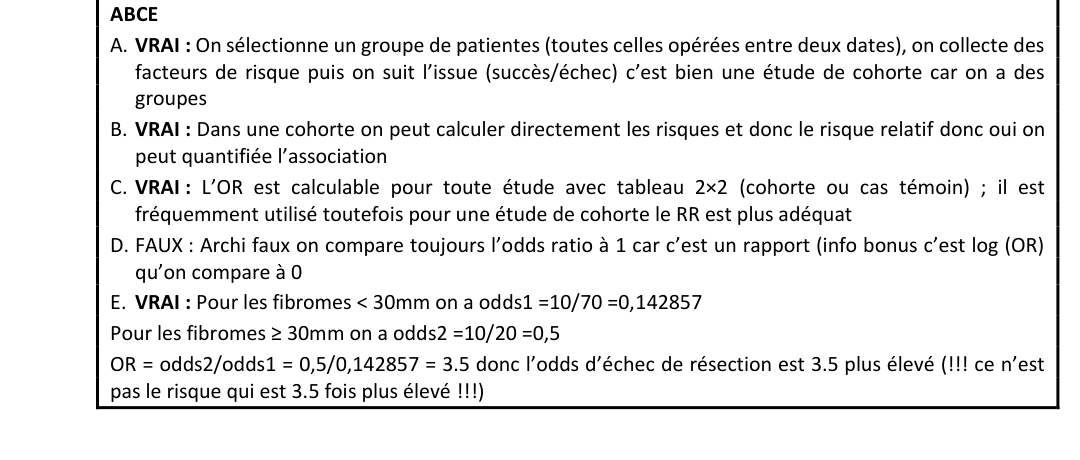 ABCE
A. VRAI : On sélectionne un groupe de patientes (toutes celles opérées entre deux dates), on collecte des
facteurs de risque puis on suit l'issue (succès/échec) c'est bien une étude de cohorte car on a des
groupes
B. VRAI : Dans une cohorte on peut calculer directement les risques et donc le risque relatif donc oui on
peut quantifiée l'association
C. VRAI : L'OR est calculable pour toute étude avec tableau 2×2 (cohorte ou cas témoin) ; il est
fréquemment utilisé toutefois pour une étude de cohorte le RR est plus adéquat
D. FAUX : Archi faux on compare toujours l'odds ratio à 1 car c'est un rapport (info bonus c'est log (OR)
qu'on compare à 0
E. VRAI : Pour les fibromes < 30mm on a odds1 =10/70 =0,142857
Pour les fibromes ≥ 30mm on a odds2 =10/20 =0,5
OR = odds2/odds1 = 0,5/0,142857 = 3.5 donc l'odds d'échec de résection est 3.5 plus élevé (!!! ce n'est
pas le risque qui est 3.5 fois plus élevé !!!)